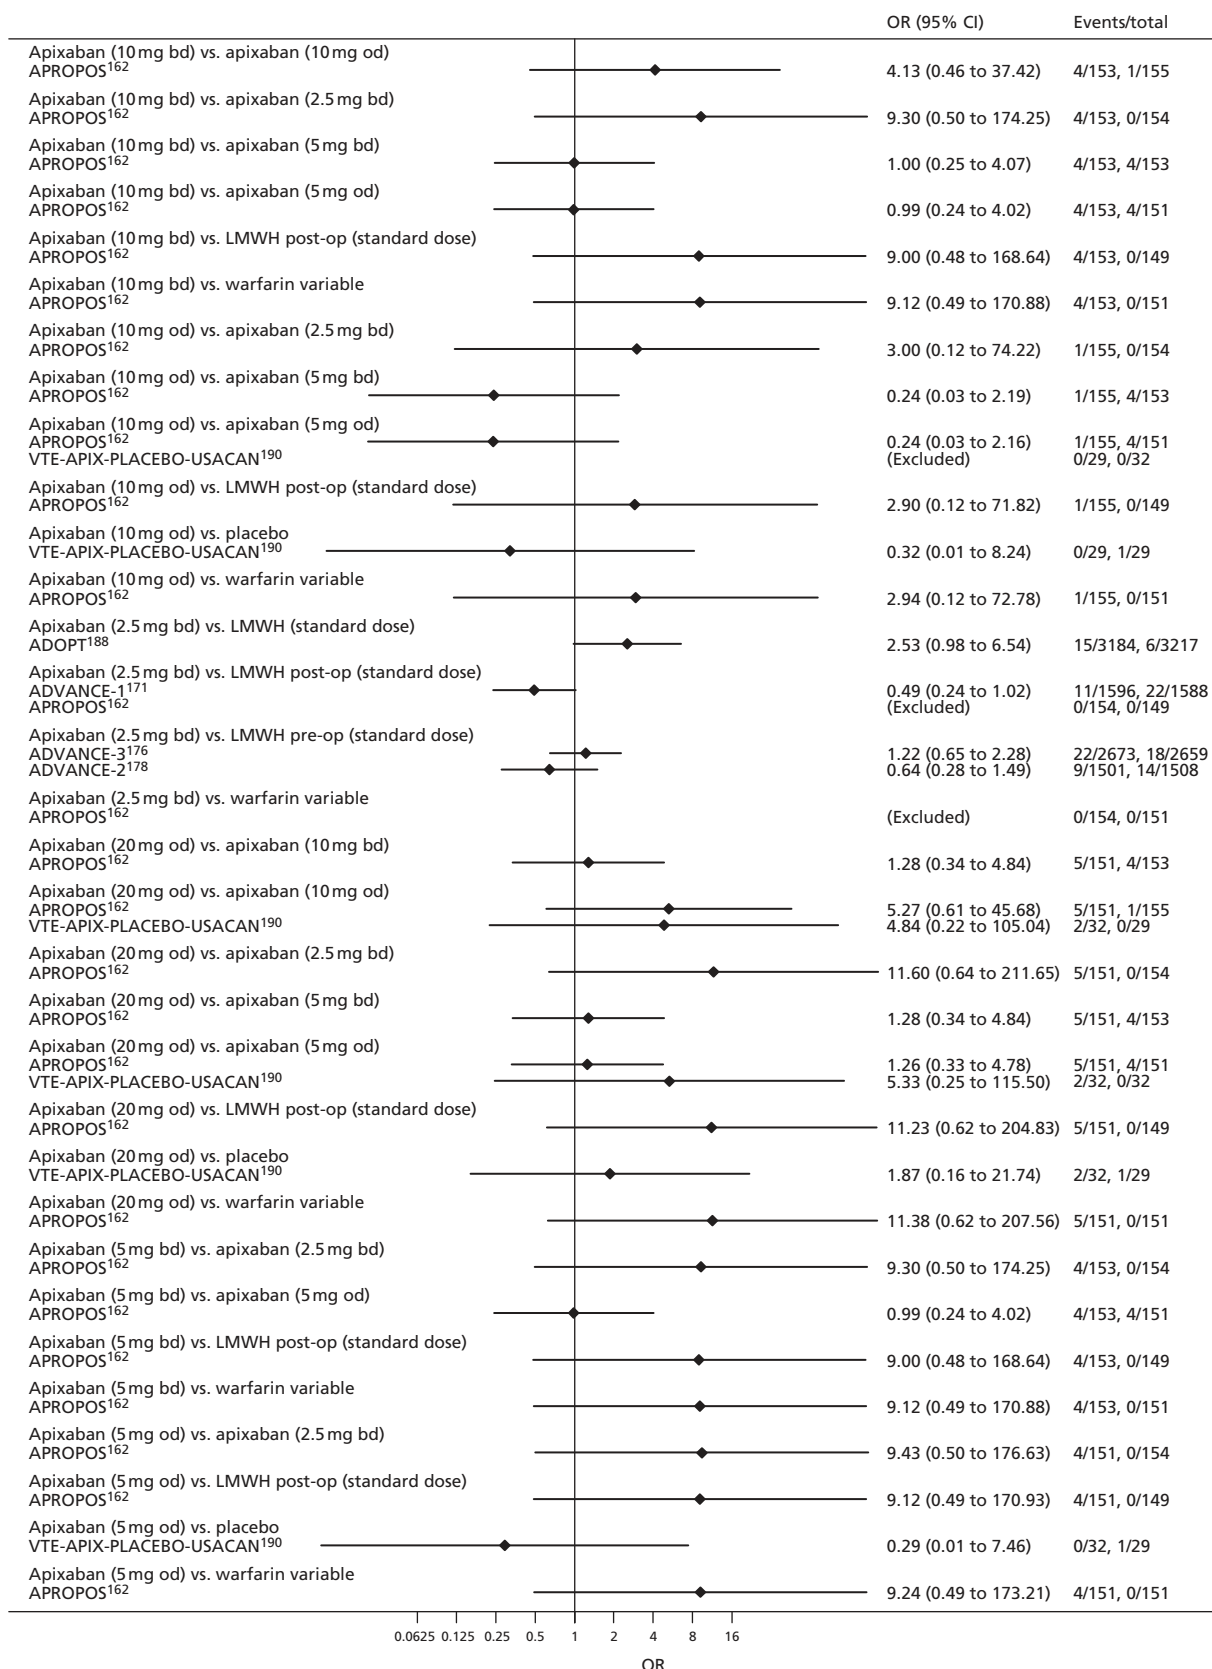 OR (95% CI) Events/total
Apixaban (10 mg bd) vs. apixaban (10 mg od)
APROPOS162 4.13 (0.46 to 37.42) 4/153, 1/155
Apixaban (10 mg bd) vs. apixaban (2.5 mg bd)
APROPOS162 9.30 (0.50 to 174.25) 4/153, 0/154
Apixaban (10 mg bd) vs. apixaban (5 mg bd)
APROPOS162 1.00 (0.25 to 4.07) 4/153, 4/153
Apixaban (10 mg bd) vs. apixaban (5 mg od)
APROPOS162 0.99 (0.24 to 4.02) 4/153, 4/151
Apixaban (10 mg bd) vs. LMWH post-op (standard dose)
APROPOS162 9.00 (0.48 to 168.64) 4/153, 0/149
Apixaban (10 mg bd) vs. warfarin variable
APROPOS162 9.12 (0.49 to 170.88) 4/153, 0/151
Apixaban (10 mg od) vs. apixaban (2.5 mg bd)
APROPOS162 3.00 (0.12 to 74.22) 1/155, 0/154
Apixaban (10 mg od) vs. apixaban (5 mg bd)
APROPOS162 0.24 (0.03 to 2.19) 1/155, 4/153
Apixaban (10 mg od) vs. apixaban (5 mg od)
APROPOS162 0.24 (0.03 to 2.16) 1/155, 4/151
VTE-APIX-PLACEBO-USACAN190 (Excluded) 0/29, 0/32
Apixaban (10 mg od) vs. LMWH post-op (standard dose)
APROPOS162 2.90 (0.12 to 71.82) 1/155, 0/149
Apixaban (10 mg od) vs. placebo
VTE-APIX-PLACEBO-USACAN190 0.32 (0.01 to 8.24) 0/29, 1/29
Apixaban (10 mg od) vs. warfarin variable
APROPOS162 2.94 (0.12 to 72.78) 1/155, 0/151
Apixaban (2.5 mg bd) vs. LMWH (standard dose)
ADOPT188 2.53 (0.98 to 6.54) 15/3184, 6/3217
Apixaban (2.5 mg bd) vs. LMWH post-op (standard dose)
ADVANCE-1171 0.49 (0.24 to 1.02) 11/1596, 22/1588
APROPOS162 (Excluded) 0/154, 0/149
Apixaban (2.5 mg bd) vs. LMWH pre-op (standard dose)
ADVANCE-3176 1.22 (0.65 to 2.28) 22/2673, 18/2659
ADVANCE-2178 0.64 (0.28 to 1.49) 9/1501, 14/1508
Apixaban (2.5 mg bd) vs. warfarin variable
APROPOS162 (Excluded) 0/154, 0/151
Apixaban (20 mg od) vs. apixaban (10 mg bd)
APROPOS162 1.28 (0.34 to 4.84) 5/151, 4/153
Apixaban (20 mg od) vs. apixaban (10 mg od)
APROPOS162 5.27 (0.61 to 45.68) 5/151, 1/155
VTE-APIX-PLACEBO-USACAN190 4.84 (0.22 to 105.04) 2/32, 0/29
Apixaban (20 mg od) vs. apixaban (2.5 mg bd)
APROPOS162 11.60 (0.64 to 211.65) 5/151, 0/154
Apixaban (20 mg od) vs. apixaban (5 mg bd)
APROPOS162 1.28 (0.34 to 4.84) 5/151, 4/153
Apixaban (20 mg od) vs. apixaban (5 mg od)
APROPOS162 1.26 (0.33 to 4.78) 5/151, 4/151
VTE-APIX-PLACEBO-USACAN190 5.33 (0.25 to 115.50) 2/32, 0/32
Apixaban (20 mg od) vs. LMWH post-op (standard dose)
APROPOS162 11.23 (0.62 to 204.83) 5/151, 0/149
Apixaban (20 mg od) vs. placebo
VTE-APIX-PLACEBO-USACAN190 1.87 (0.16 to 21.74) 2/32, 1/29
Apixaban (20 mg od) vs. warfarin variable
APROPOS162 11.38 (0.62 to 207.56) 5/151, 0/151
Apixaban (5 mg bd) vs. apixaban (2.5 mg bd)
APROPOS162 9.30 (0.50 to 174.25) 4/153, 0/154
Apixaban (5 mg bd) vs. apixaban (5 mg od)
APROPOS162 0.99 (0.24 to 4.02) 4/153, 4/151
Apixaban (5 mg bd) vs. LMWH post-op (standard dose)
APROPOS162 9.00 (0.48 to 168.64) 4/153, 0/149
Apixaban (5 mg bd) vs. warfarin variable
APROPOS162 9.12 (0.49 to 170.88) 4/153, 0/151
Apixaban (5 mg od) vs. apixaban (2.5 mg bd)
APROPOS162 9.43 (0.50 to 176.63) 4/151, 0/154
Apixaban (5 mg od) vs. LMWH post-op (standard dose)
APROPOS162 9.12 (0.49 to 170.93) 4/151, 0/149
Apixaban (5 mg od) vs. placebo
VTE-APIX-PLACEBO-USACAN190 0.29 (0.01 to 7.46) 0/32, 1/29
Apixaban (5 mg od) vs. warfarin variable
APROPOS162 9.24 (0.49 to 173.21) 4/151, 0/151
0.0625 0.125 0.25 0.5 1 2 4 8 16
OR